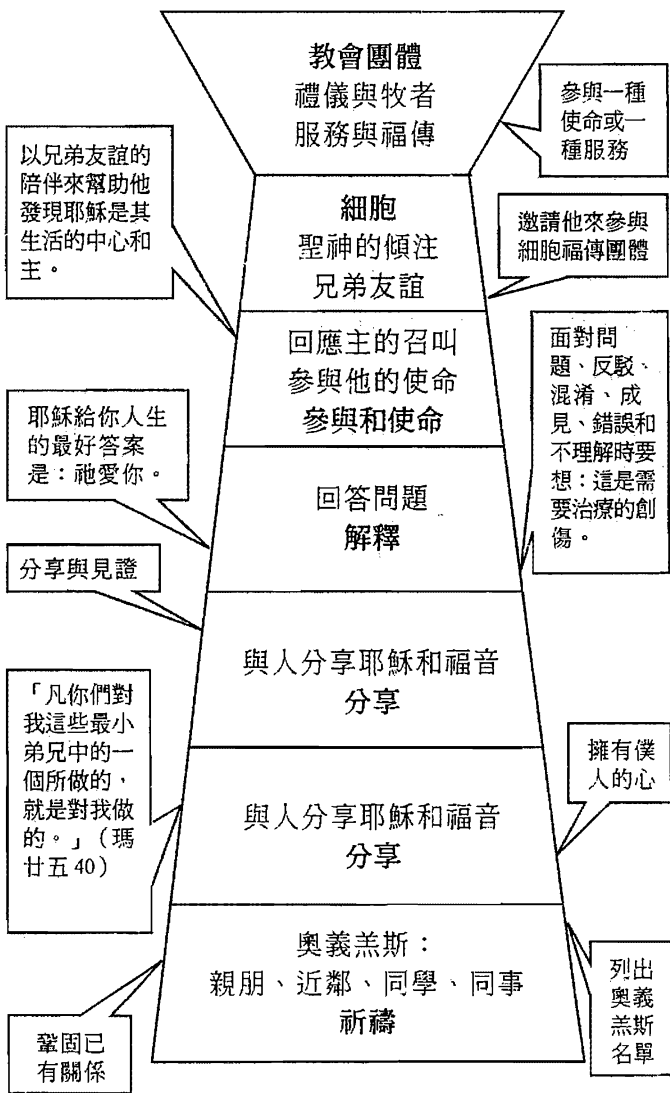 教會團體
禮儀與牧者
服務與福傳
參與一種
使命或一
種服務
以兄弟友誼的
陪伴來幫助他
發現耶穌是其
生活的中心和
主。
細胞
聖神的傾注
兄弟友誼
邀請他來參與
細胞福傳團體
回應主的召叫
參與他的使命
參與和使命
面對問
題、反駁、
混淆、成
見、錯誤和
不理解時要
想：這是需
要治療的創
傷。
耶穌給你人生
的最好答案
是：祂愛你。
回答問題
解釋
分享與見證
與人分享耶穌和福音
分享
「凡你們對
我這些最小
弟兄中的一
個所做的，
就是對我做
的。」（瑪
廿五 40）
與人分享耶穌和福音
分享
擁有僕
人的心
奧義羔斯：
親朋、近鄰、同學、同事
祈禱
列出
奧義
羔斯
名單
鞏固已
有關係